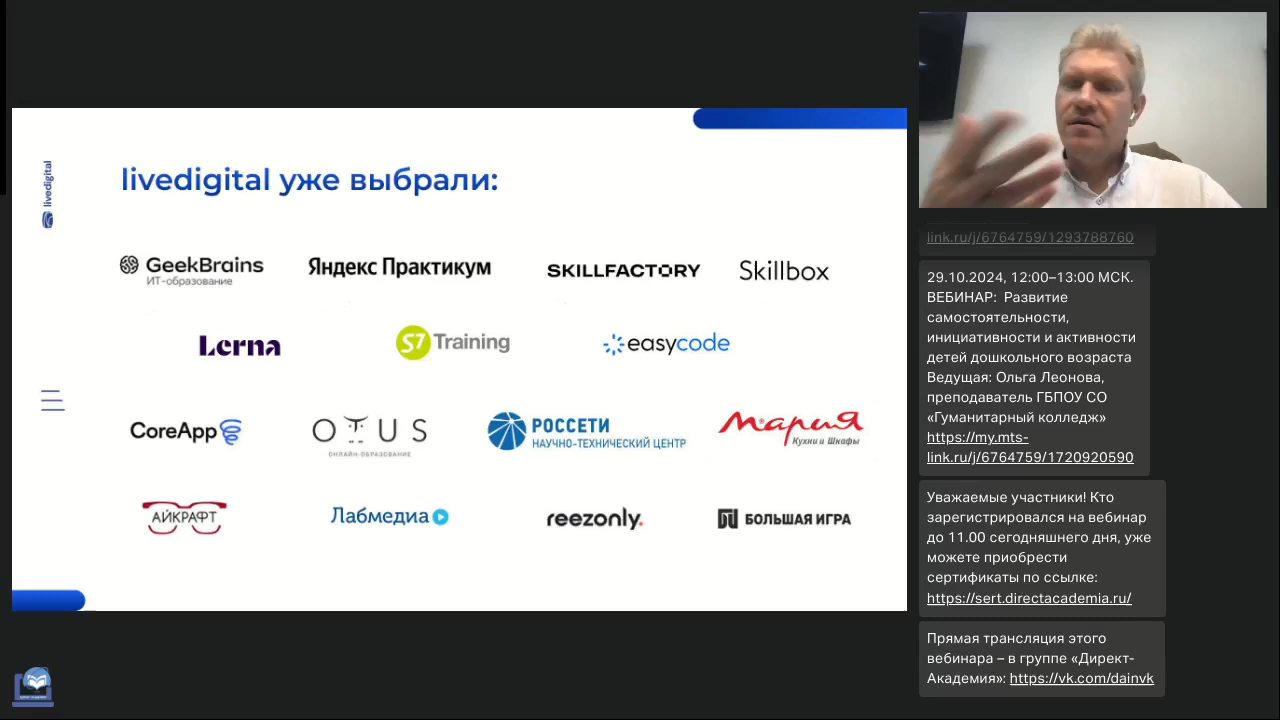 livedigital
livedigital уже выбрали:
GeekBrains
ИТ-образование
Яндекс Практикум
SKILLFACTORY
Skillbox
Lerna
S7 Training
easycode
CoreApp
OTUS
ОНЛАЙН-ОБРАЗОВАНИЕ
РОССЕТИ
НАУЧНО-ТЕХНИЧЕСКИЙ ЦЕНТР
Мария
Кухни и Шкафы
АЙКРАФТ
Лабмедиа
reezonly.
БОЛЬШАЯ ИГРА
link.ru/j/6764759/1293788760
29.10.2024, 12:00–13:00 МСК.
ВЕБИНАР: Развитие
самостоятельности,
инициативности и активности
детей дошкольного возраста
Ведущая: Ольга Леонова,
преподаватель ГБПОУ СО
«Гуманитарный колледж»
https://my.mts-
link.ru/j/6764759/1720920590
Уважаемые участники! Кто
зарегистрировался на вебинар
до 11.00 сегодняшнего дня, уже
можете приобрести
сертификаты по ссылке:
https://sert.directacademia.ru/
Прямая трансляция этого
вебинара – в группе «Директ-
Академия»: https://vk.com/dainvk